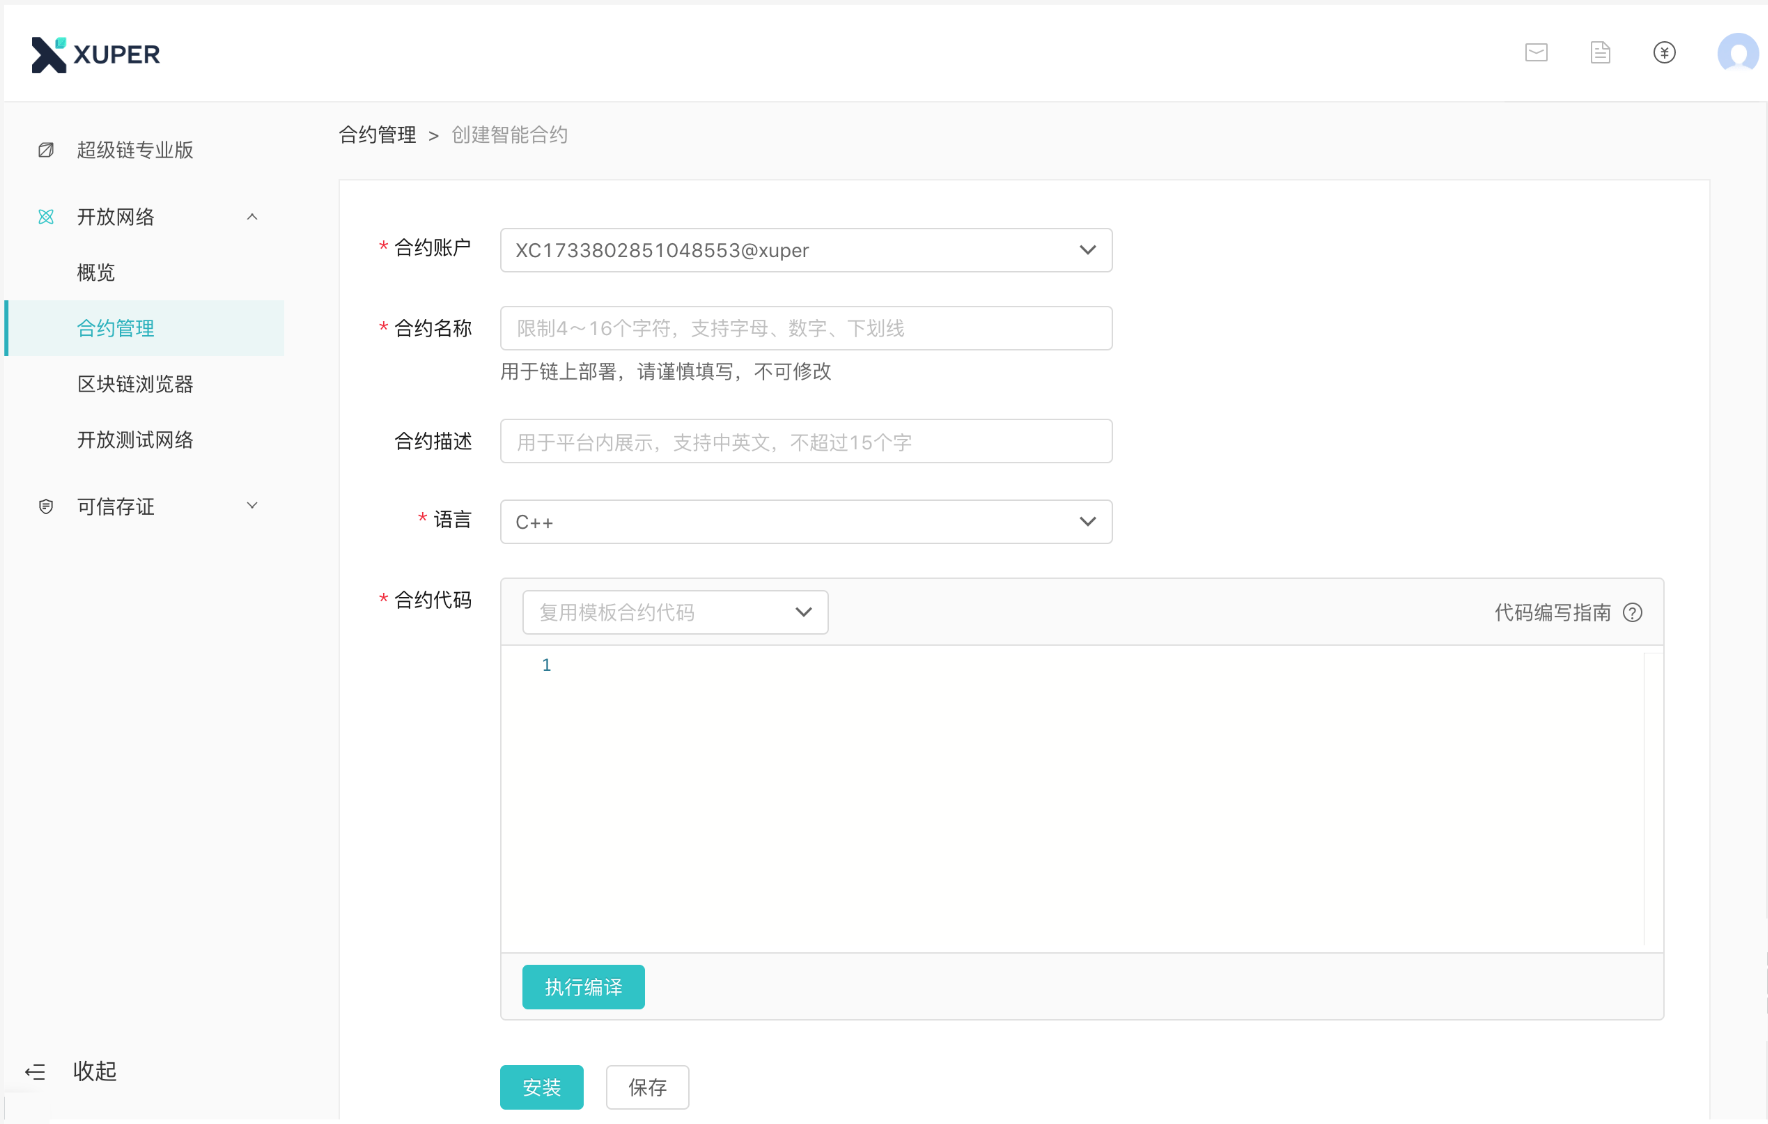 XUPER
超级链专业版
开放网络
概览
合约管理
区块链浏览器
开放测试网络
可信存证
收起
合约管理 > 创建智能合约
* 合约账户 XC1733802851048553@xuper
* 合约名称 限制4～16个字符，支持字母、数字、下划线
用于链上部署，请谨慎填写，不可修改
合约描述 用于平台内展示，支持中英文，不超过15个字
* 语言 C++
* 合约代码 复用模板合约代码 代码编写指南 ?
1
执行编译
安装 保存